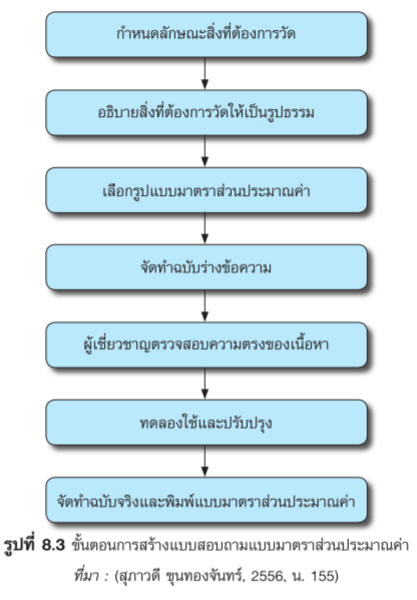 กำหนดลักษณะสิ่งที่ต้องการวัด
อธิบายสิ่งที่ต้องการวัดให้เป็นรูปธรรม
เลือกรูปแบบมาตราส่วนประมาณค่า
จัดทำฉบับร่างข้อความ
ผู้เชี่ยวชาญตรวจสอบความตรงของเนื้อหา
ทดลองใช้และปรับปรุง
จัดทำฉบับจริงและพิมพ์แบบมาตราส่วนประมาณค่า
รูปที่ 8.3 ขั้นตอนการสร้างแบบสอบถามแบบมาตราส่วนประมาณค่า
ที่มา : (สุภาวดี ขุนทองจันทร์, 2556, น. 155)